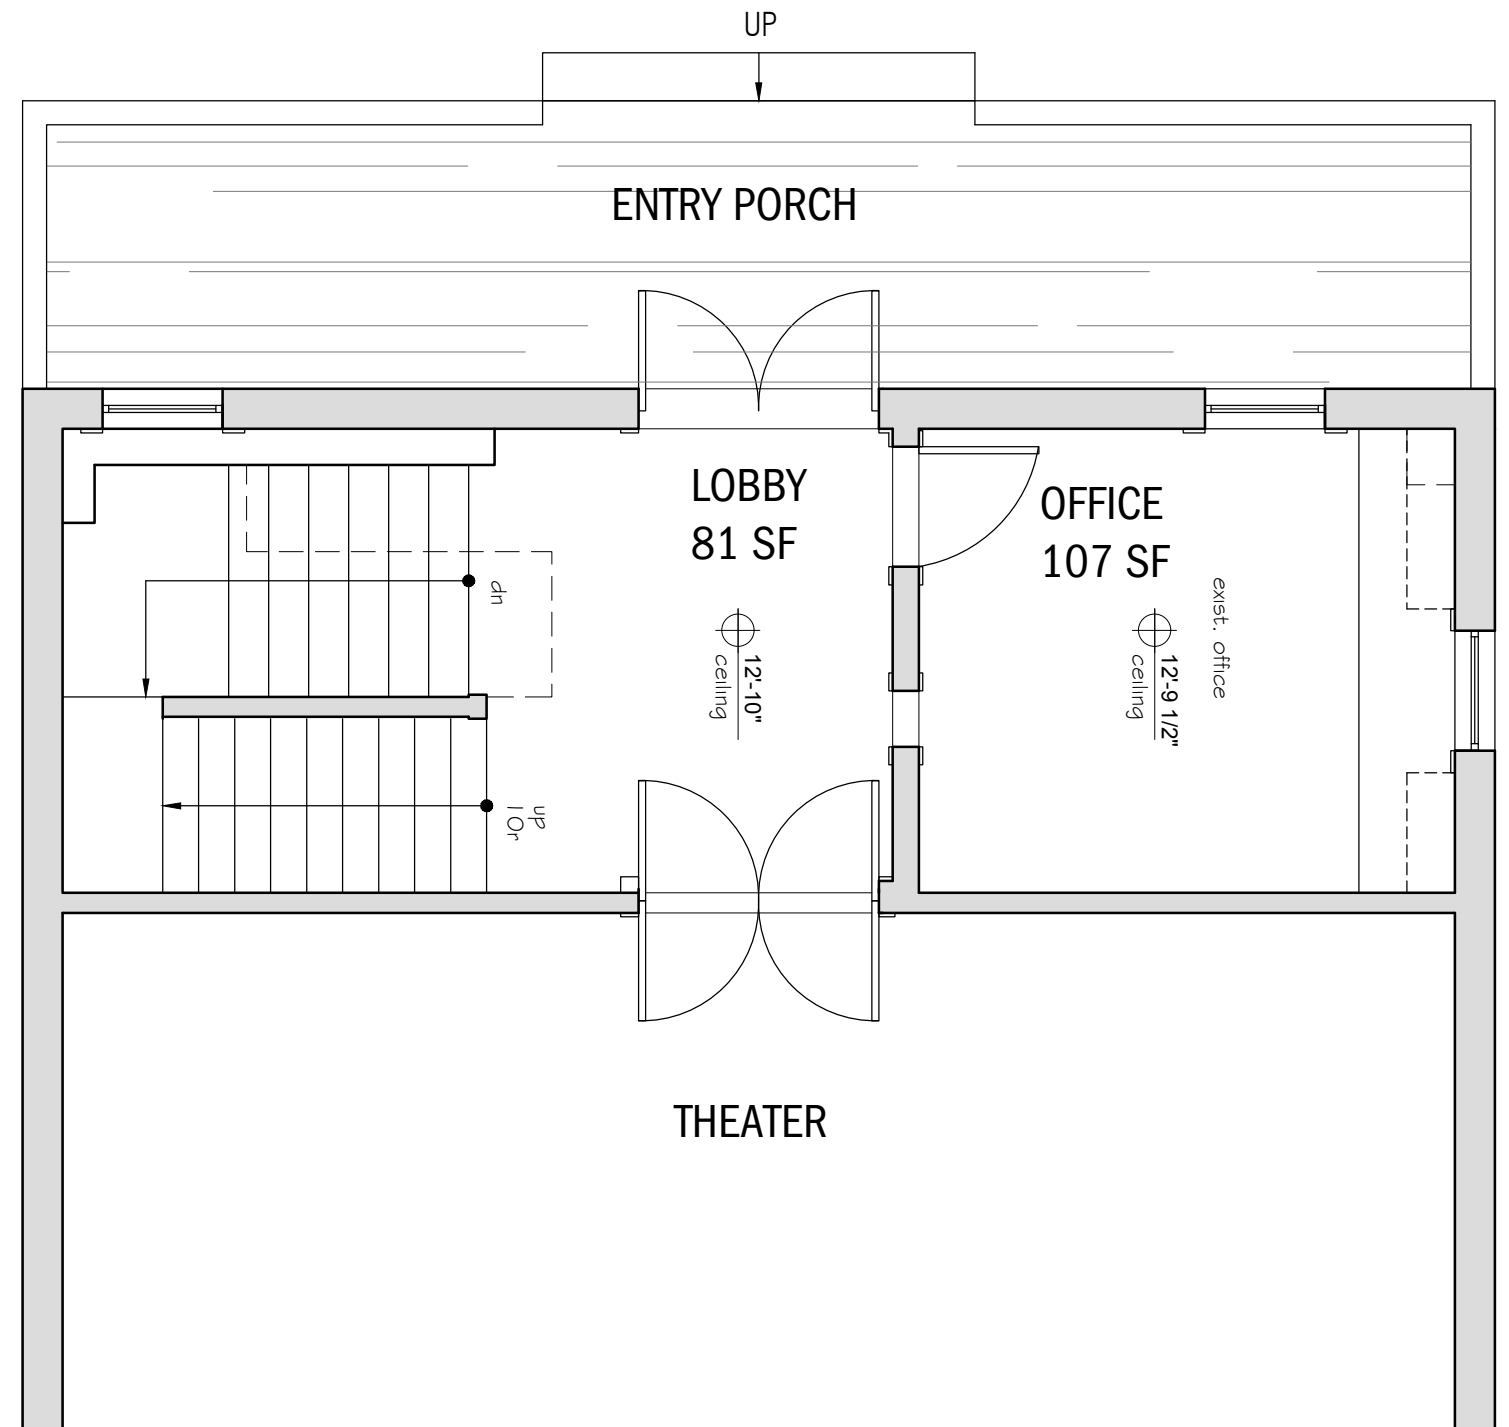 UP
ENTRY PORCH
LOBBY
81 SF
OFFICE
107 SF
dn
12'-10"
ceiling
exist. office
12'-9 1/2"
ceiling
up
10r
THEATER